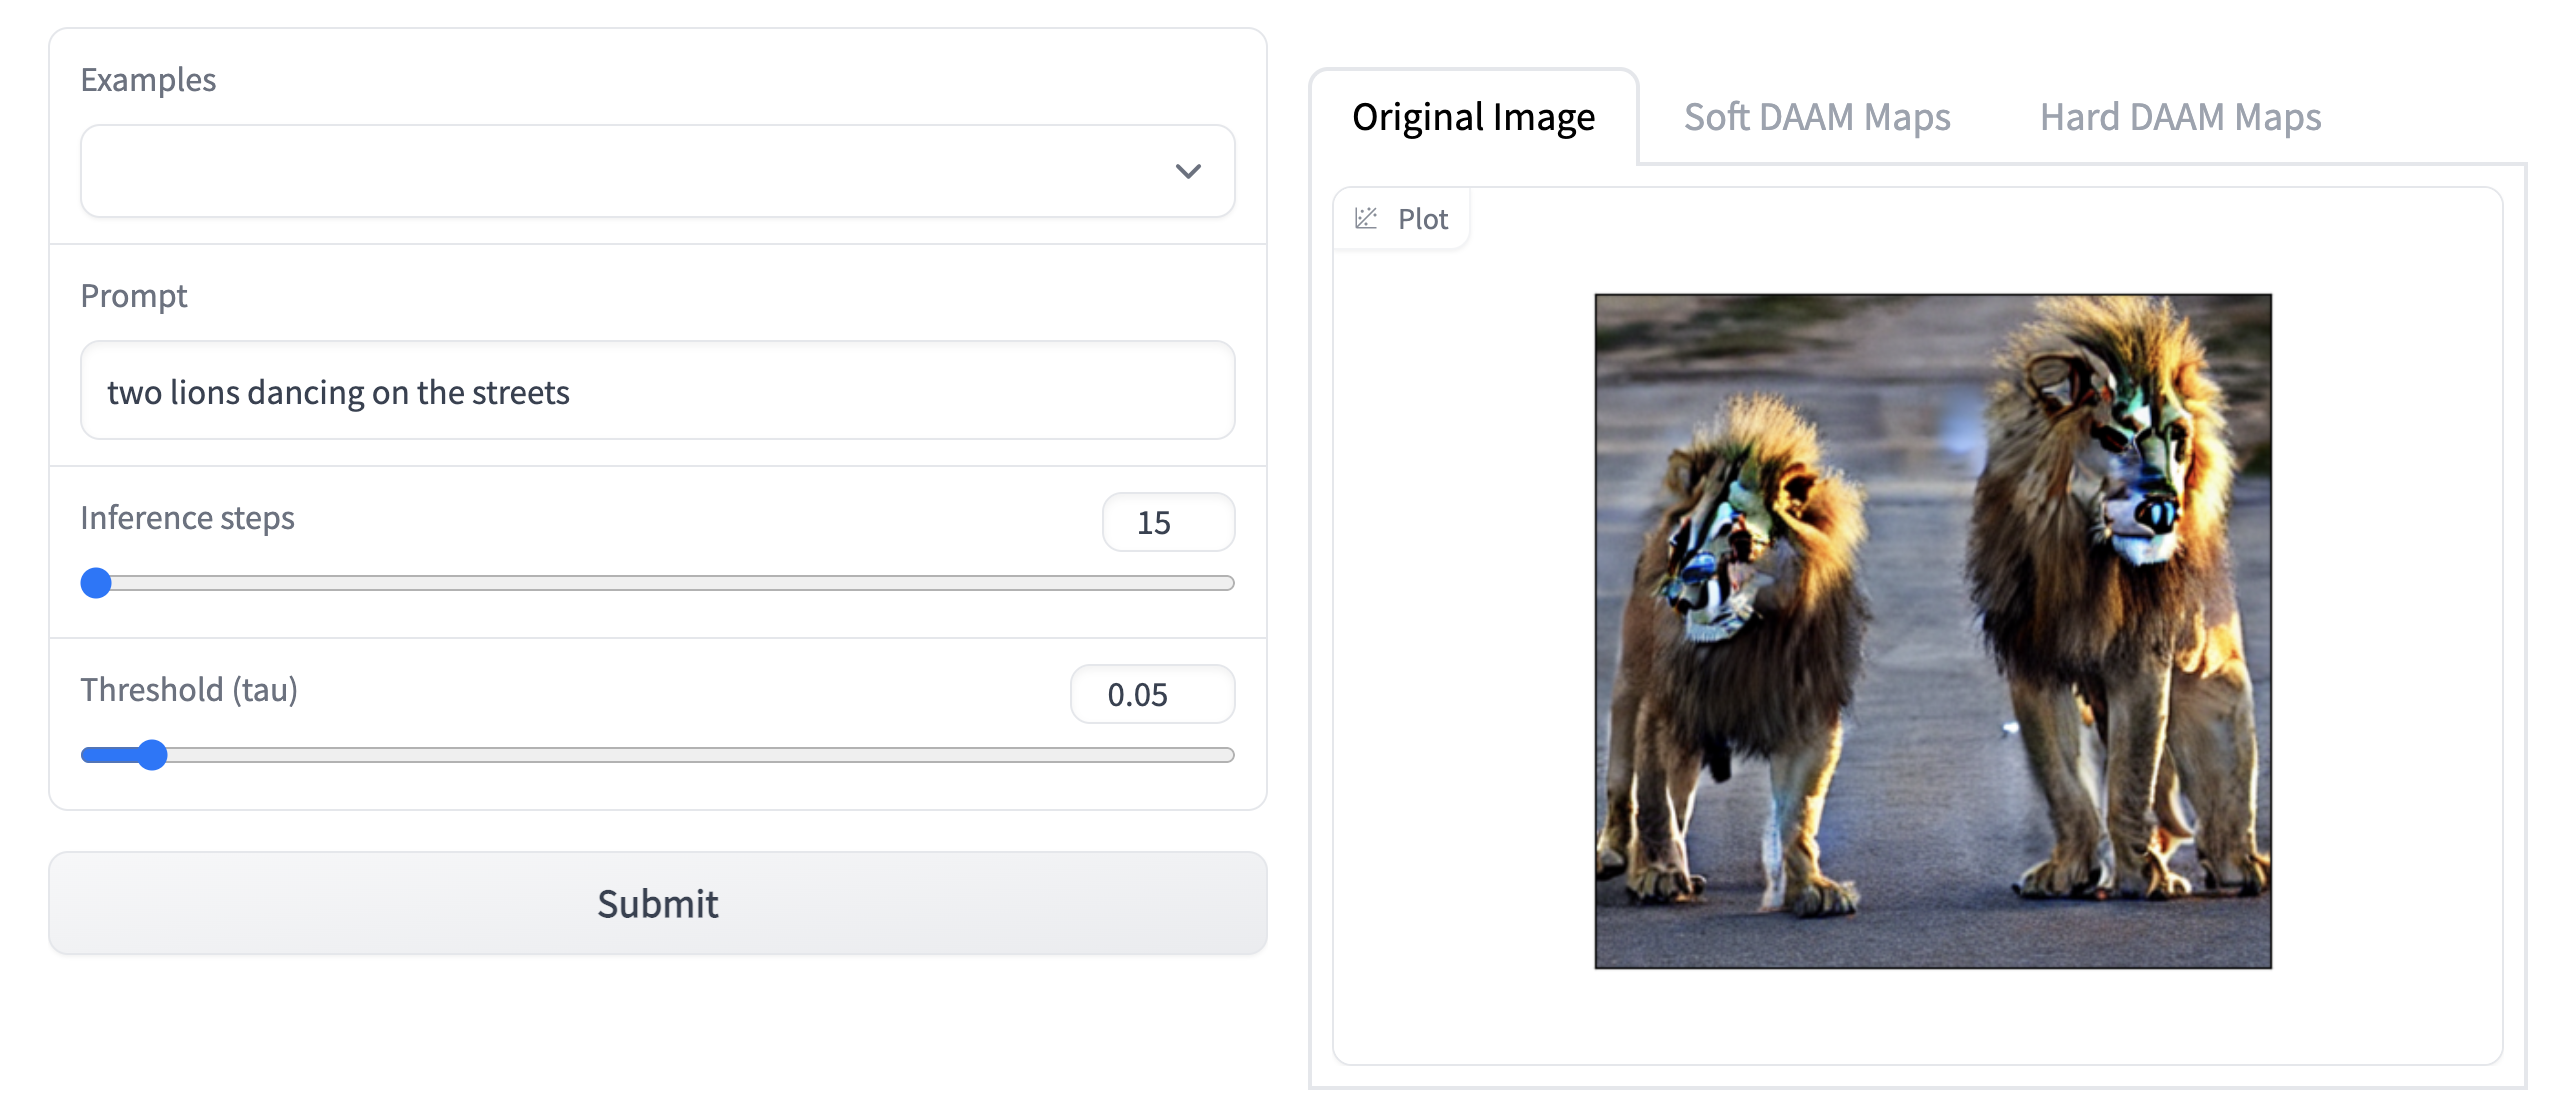 Examples
Prompt
two lions dancing on the streets
Inference steps
15
Threshold (tau)
0.05
Submit
Original Image
Soft DAAM Maps
Hard DAAM Maps
Plot